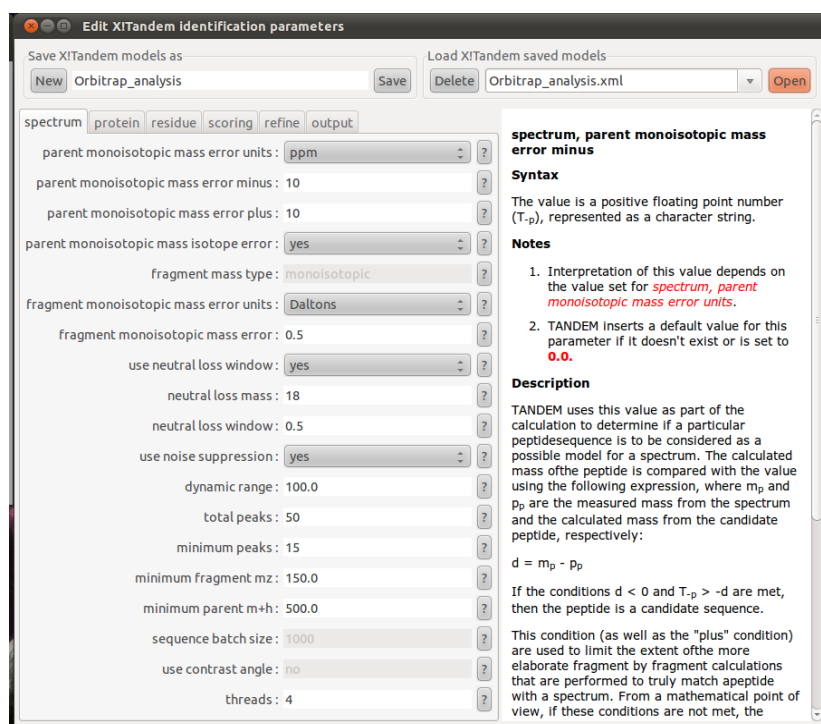 Edit X!Tandem identification parameters
Save X!Tandem models as
New Orbitrap_analysis Save
Load X!Tandem saved models
Delete Orbitrap_analysis.xml Open
spectrum protein residue scoring refine output
parent monoisotopic mass error units : ppm ?
parent monoisotopic mass error minus : 10 ?
parent monoisotopic mass error plus : 10 ?
parent monoisotopic mass isotope error : yes ?
fragment mass type : monoisotopic ?
fragment monoisotopic mass error units : Daltons ?
fragment monoisotopic mass error : 0.5 ?
use neutral loss window : yes ?
neutral loss mass : 18 ?
neutral loss window : 0.5 ?
use noise suppression : yes ?
dynamic range : 100.0 ?
total peaks : 50 ?
minimum peaks : 15 ?
minimum fragment mz : 150.0 ?
minimum parent m+h : 500.0 ?
sequence batch size : 1000 ?
use contrast angle : no ?
threads : 4 ?
spectrum, parent monoisotopic mass
error minus
Syntax
The value is a positive floating point number
(T-p), represented as a character string.
Notes
1. Interpretation of this value depends on
the value set for spectrum, parent
monoisotopic mass error units.
2. TANDEM inserts a default value for this
parameter if it doesn't exist or is set to
0.0.
Description
TANDEM uses this value as part of the
calculation to determine if a particular
peptidesequence is to be considered as a
possible model for a spectrum. The calculated
mass ofthe peptide is compared with the value
using the following expression, where mp and
pp are the measured mass from the spectrum
and the calculated mass from the candidate
peptide, respectively:
d = mp - pp
If the conditions d < 0 and T-p > -d are met,
then the peptide is a candidate sequence.
This condition (as well as the "plus" condition)
are used to limit the extent ofthe more
elaborate fragment by fragment calculations
that are performed to truly match apeptide
with a spectrum. From a mathematical point of
view, if these conditions are not met, the